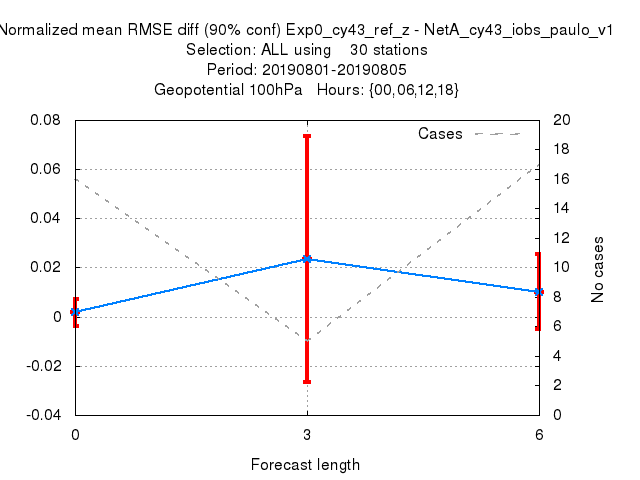 Normalized mean RMSE diff (90% conf) Exp0_cy43_ref_z - NetA_cy43_iobs_paulo_v1
Selection: ALL using 30 stations
Period: 20190801-20190805
Geopotential 100hPa Hours: {00,06,12,18}
Cases
0.08
0.06
0.04
0.02
0
-0.02
-0.04
20
18
16
14
12
10
8
6
4
2
0
No cases
0 3 6
Forecast length